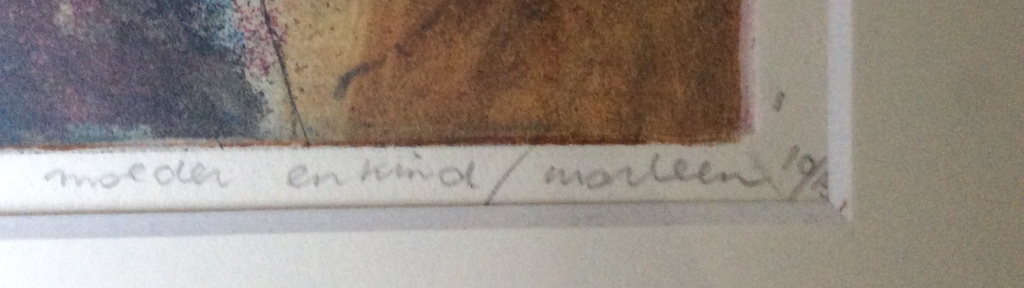 moeder en kind / marleen